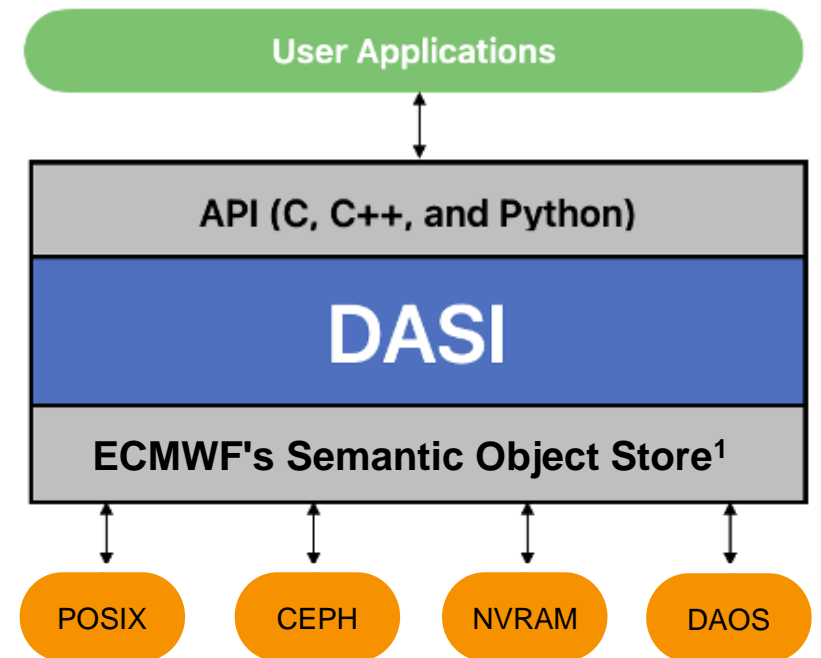 User Applications
API (C, C++, and Python)
DASI
ECMWF's Semantic Object Store¹
POSIX CEPH NVRAM DAOS